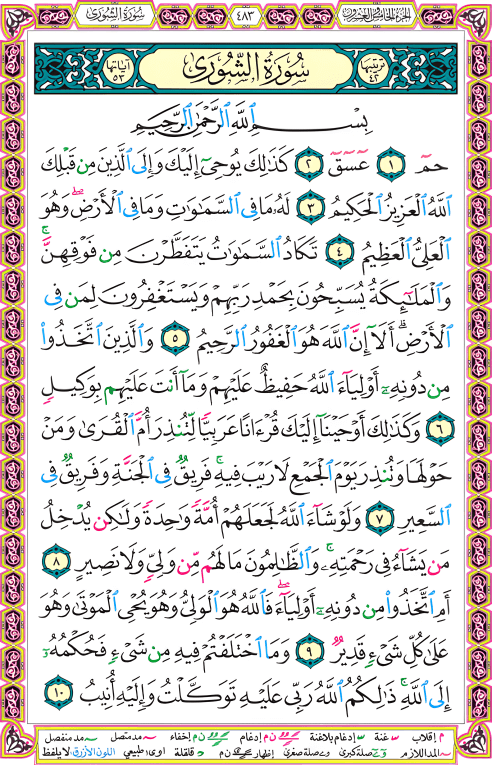 الجزء الخامس والعشرون ٤٨٣ سُورَةُ الشُّورَى
ترتيبها ٤٢ سُورَةُ الشُّورَى آياتها ٥٣
بِسْمِ ٱللَّهِ ٱلرَّحْمَٰنِ ٱلرَّحِيمِ
حمٓ ١ عٓسٓقٓ ٢ كَذَٰلِكَ يُوحِىٓ إِلَيْكَ وَإِلَى ٱلَّذِينَ مِن قَبْلِكَ
ٱللَّهُ ٱلْعَزِيزُ ٱلْحَكِيمُ ٣ لَهُۥ مَا فِى ٱلسَّمَٰوَٰتِ وَمَا فِى ٱلْأَرْضِ ۖ وَهُوَ
ٱلْعَلِىُّ ٱلْعَظِيمُ ٤ تَكَادُ ٱلسَّمَٰوَٰتُ يَتَفَطَّرْنَ مِن فَوْقِهِنَّ ۚ
وَٱلْمَلَٰٓئِكَةُ يُسَبِّحُونَ بِحَمْدِ رَبِّهِمْ وَيَسْتَغْفِرُونَ لِمَن فِى
ٱلْأَرْضِ ۗ أَلَآ إِنَّ ٱللَّهَ هُوَ ٱلْغَفُورُ ٱلرَّحِيمُ ٥ وَٱلَّذِينَ ٱتَّخَذُوا۟
مِن دُونِهِۦٓ أَوْلِيَآءَ ٱللَّهُ حَفِيظٌ عَلَيْهِمْ وَمَآ أَنتَ عَلَيْهِم بِوَكِيلٍ
٦ وَكَذَٰلِكَ أَوْحَيْنَآ إِلَيْكَ قُرْءَانًا عَرَبِيًّا لِّتُنذِرَ أُمَّ ٱلْقُرَىٰ وَمَنْ
حَوْلَهَا وَتُنذِرَ يَوْمَ ٱلْجَمْعِ لَا رَيْبَ فِيهِ ۚ فَرِيقٌ فِى ٱلْجَنَّةِ وَفَرِيقٌ فِى
ٱلسَّعِيرِ ٧ وَلَوْ شَآءَ ٱللَّهُ لَجَعَلَهُمْ أُمَّةً وَٰحِدَةً وَلَٰكِن يُدْخِلُ
مَن يَشَآءُ فِى رَحْمَتِهِۦ ۚ وَٱلظَّٰلِمُونَ مَا لَهُم مِّن وَلِىٍّ وَلَا نَصِيرٍ ٨
أَمِ ٱتَّخَذُوا۟ مِن دُونِهِۦٓ أَوْلِيَآءَ ۖ فَٱللَّهُ هُوَ ٱلْوَلِىُّ وَهُوَ يُحْىِ ٱلْمَوْتَىٰ وَهُوَ
عَلَىٰ كُلِّ شَىْءٍ قَدِيرٌ ٩ وَمَا ٱخْتَلَفْتُمْ فِيهِ مِن شَىْءٍ فَحُكْمُهُۥٓ
إِلَى ٱللَّهِ ۚ ذَٰلِكُمُ ٱللَّهُ رَبِّى عَلَيْهِ تَوَكَّلْتُ وَإِلَيْهِ أُنِيبُ ١٠
م إقلاب غنة إدغام بلاغنة ن م إدغام ن م إخفاء مد متصل مد منفصل
المد اللازم صلة كبرى صلة صغرى إظهار قلقلة ا و ى طبيعي اللون الأزرق لا يلفظ